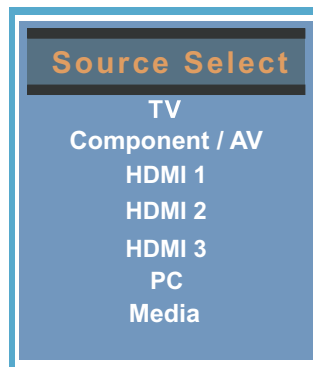 Source Select
TV
Component / AV
HDMI 1
HDMI 2
HDMI 3
PC
Media